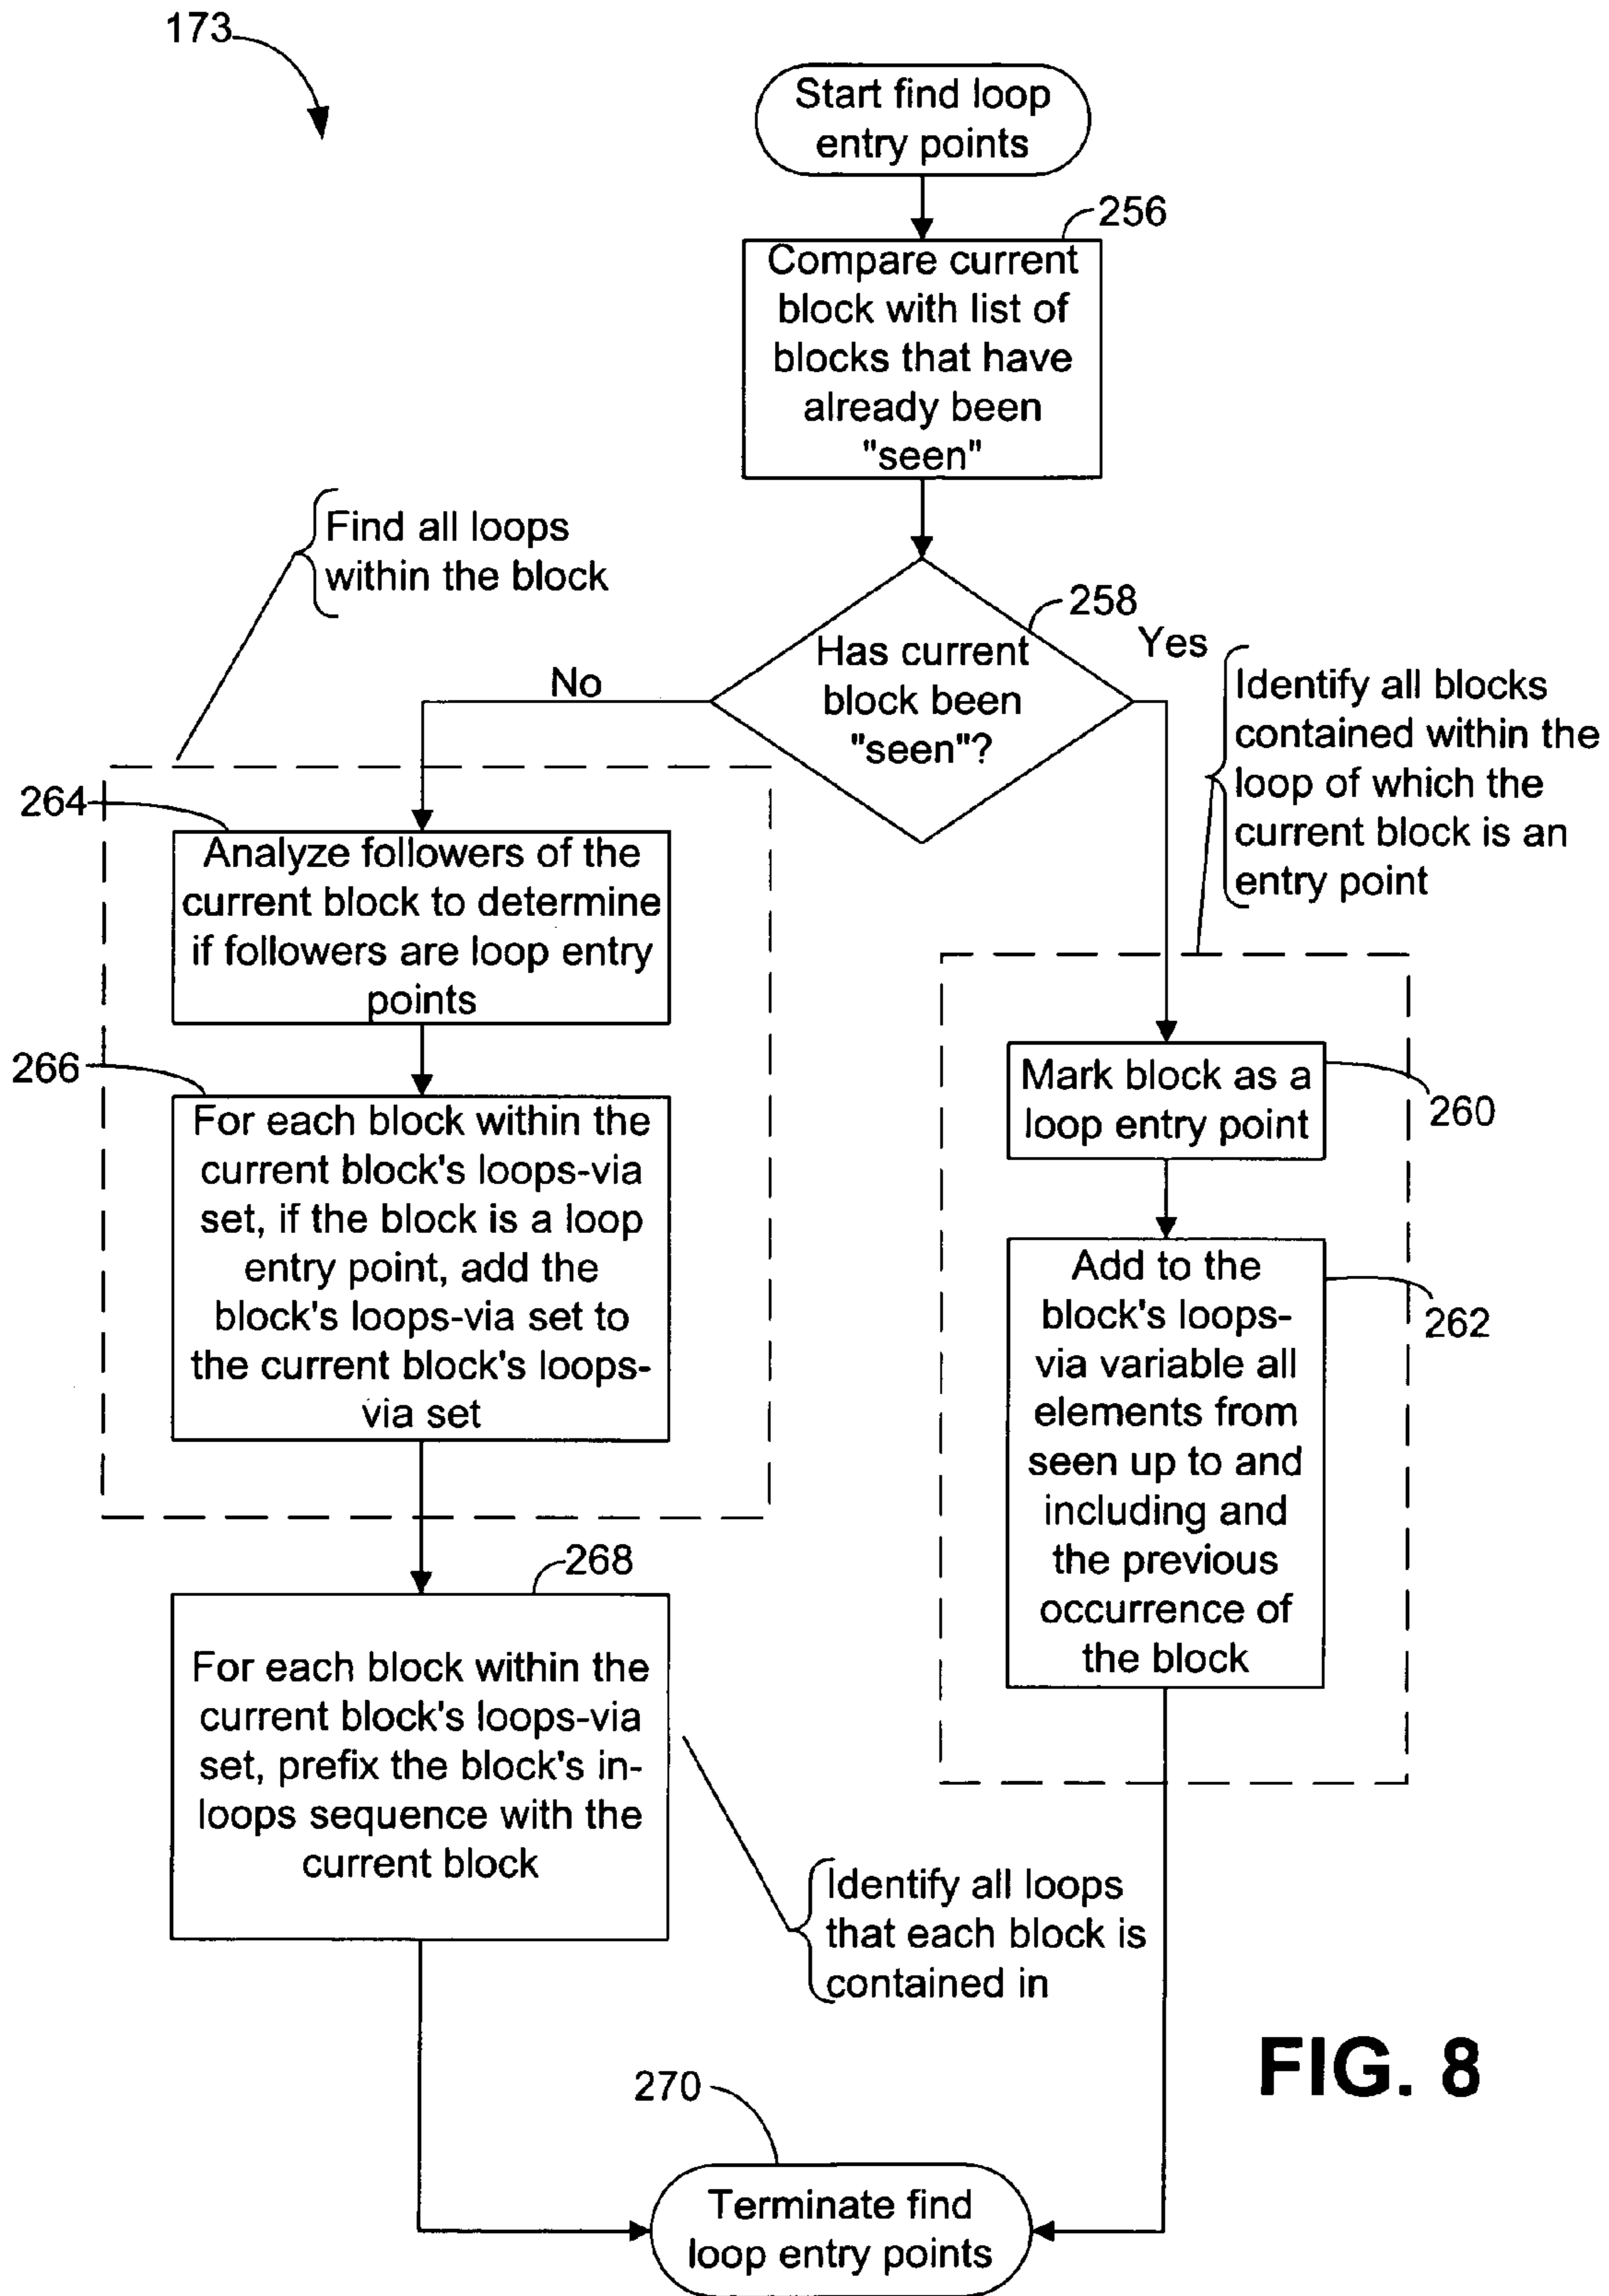 173
Start find loop
entry points
256
Compare current
block with list of
blocks that have
already been
"seen"
Find all loops
within the block
258
Has current
block been
"seen"?
No
Yes
Identify all blocks
contained within the
loop of which the
current block is an
entry point
264
Analyze followers of the
current block to determine
if followers are loop entry
points
266
For each block within the
current block's loops-via
set, if the block is a loop
entry point, add the
block's loops-via set to
the current block's loops-
via set
260
Mark block as a
loop entry point
262
Add to the
block's loops-
via variable all
elements from
seen up to and
including and
the previous
occurrence of
the block
268
For each block within the
current block's loops-via
set, prefix the block's in-
loops sequence with the
current block
Identify all loops
that each block is
contained in
270
Terminate find
loop entry points
FIG. 8